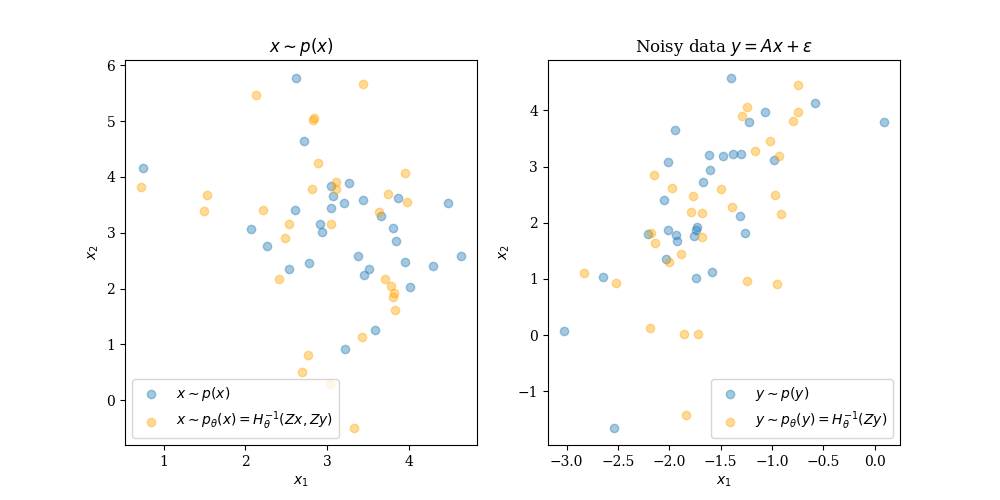 x ∼ p(x)
6
5
4
3
2
1
0
x₂
1 2 3 4
x₁
x ∼ p(x)
x ∼ p_θ(x) = H_θ^{-1}(Zx, Zy)
Noisy data y = Ax + ε
4
3
2
1
0
−1
x₂
−3.0 −2.5 −2.0 −1.5 −1.0 −0.5 0.0
x₁
y ∼ p(y)
y ∼ p_θ(y) = H_θ^{-1}(Zy)